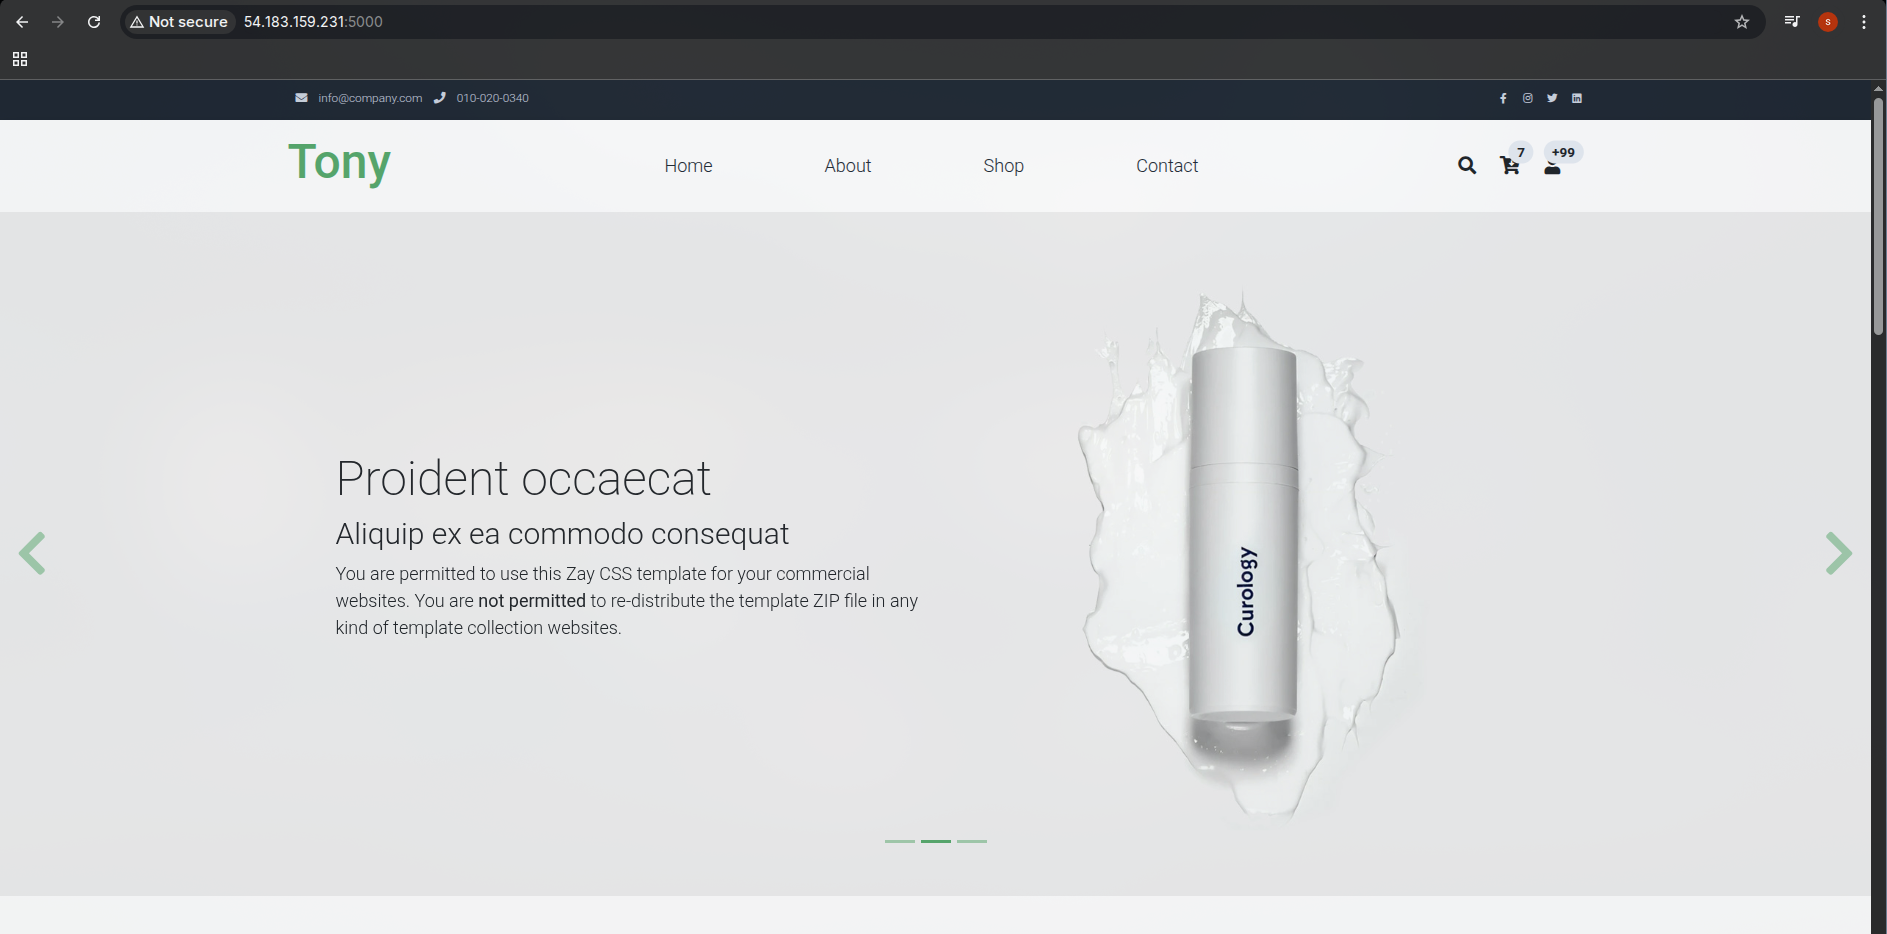 Not secure 54.183.159.231:5000
info@company.com 010-020-0340
Tony
Home About Shop Contact
7 +99
Proident occaecat
Aliquip ex ea commodo consequat
You are permitted to use this Zay CSS template for your commercial
websites. You are not permitted to re-distribute the template ZIP file in any
kind of template collection websites.
Curology
s